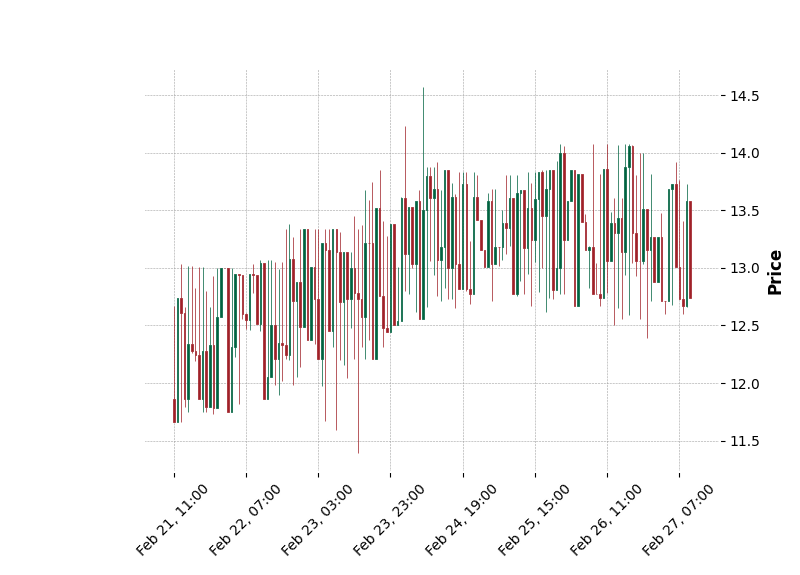 14.5
14.0
13.5
13.0
12.5
12.0
11.5
Price
Feb 21, 11:00
Feb 22, 07:00
Feb 23, 03:00
Feb 23, 23:00
Feb 24, 19:00
Feb 25, 15:00
Feb 26, 11:00
Feb 27, 07:00